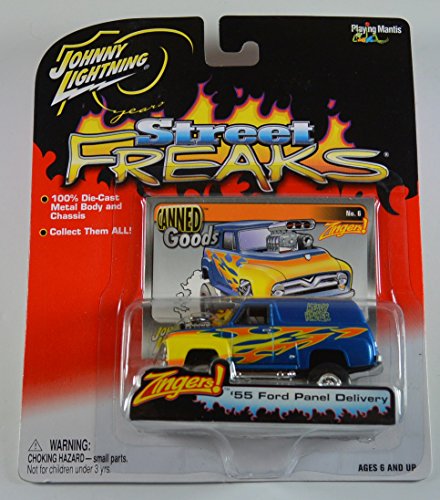 JOHNNY LIGHTNING®
10 years
Playing Mantis
Street
FREAKS®
• 100% Die-Cast
Metal Body and
Chassis
• Collect Them ALL!
CANNED
Goods
No. 6
Zingers!
Zingers!™
'55 Ford Panel Delivery
WARNING:
CHOKING HAZARD— small parts.
Not for children under 3 yrs.
AGES 6 AND UP